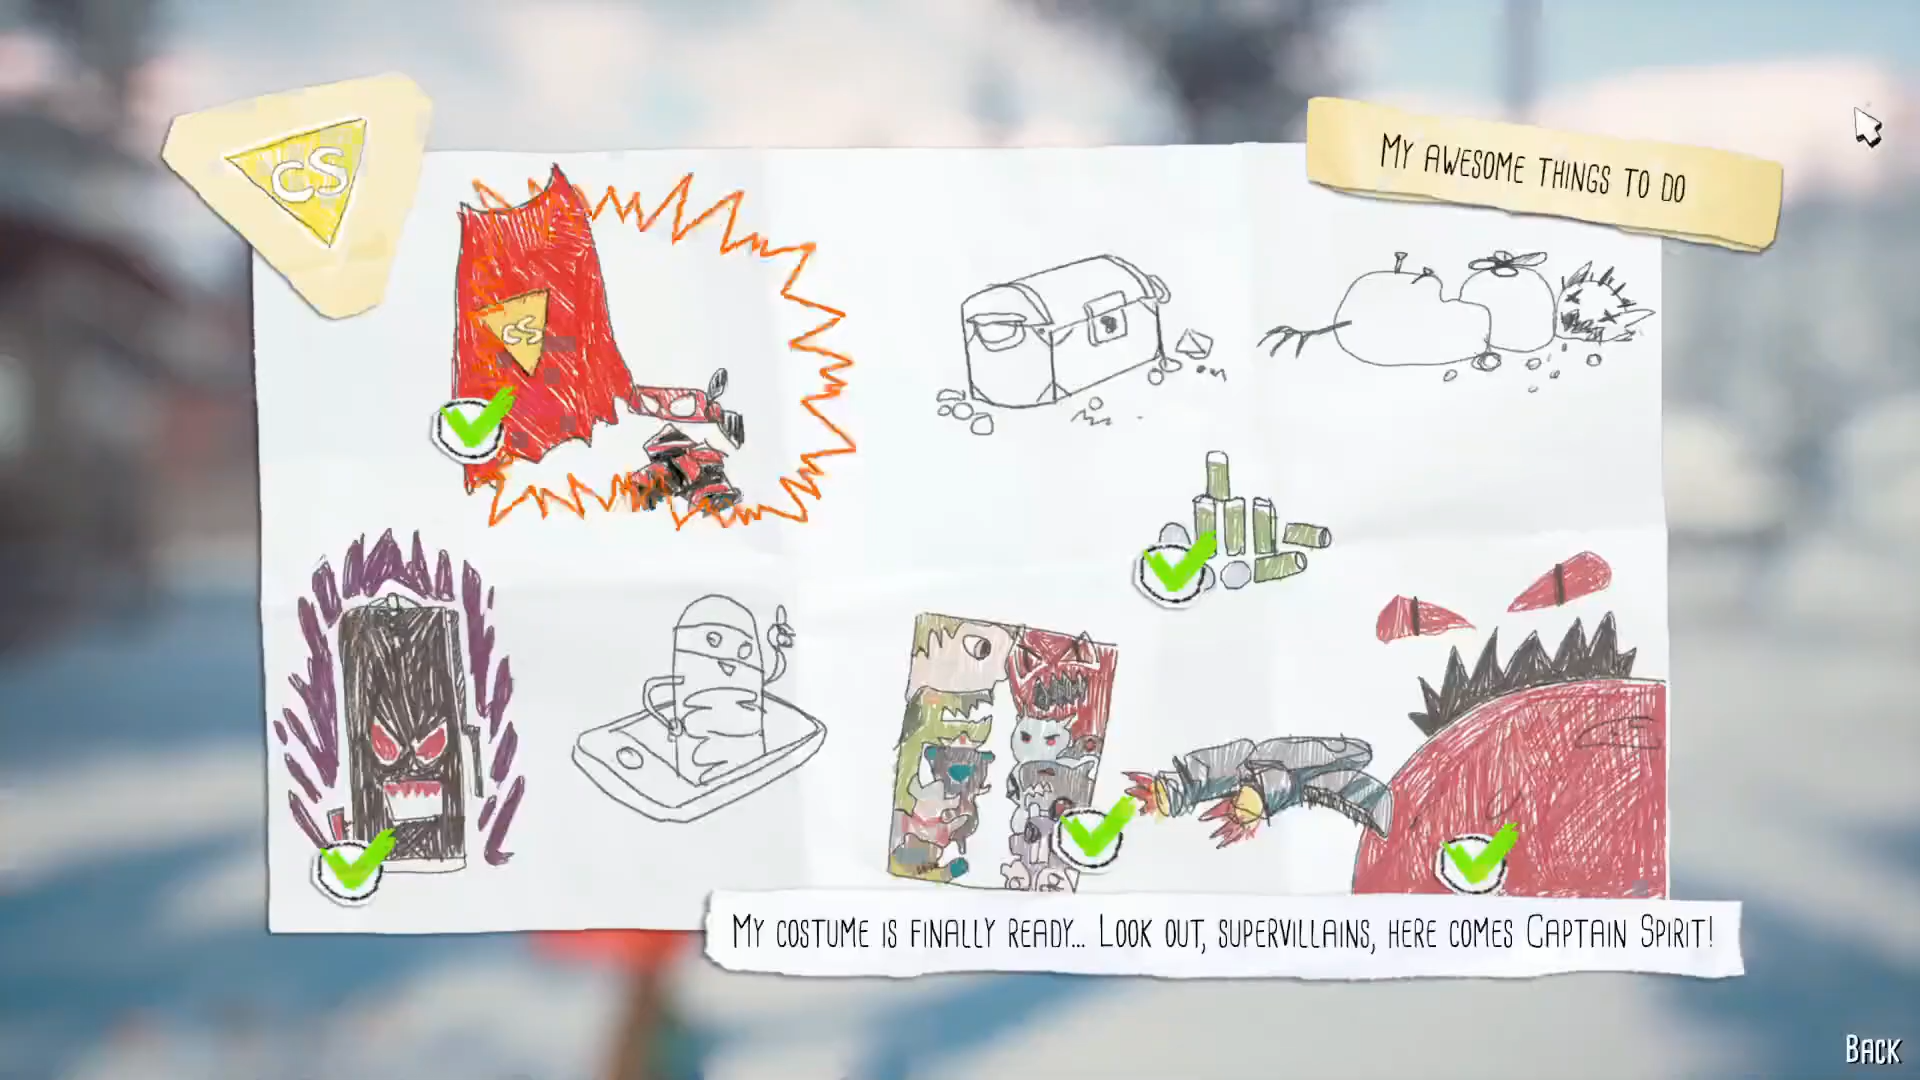 CS
MY AWESOME THINGS TO DO
CS
MY COSTUME IS FINALLY READY... LOOK OUT, SUPERVILLAINS, HERE COMES CAPTAIN SPIRIT!
BACK